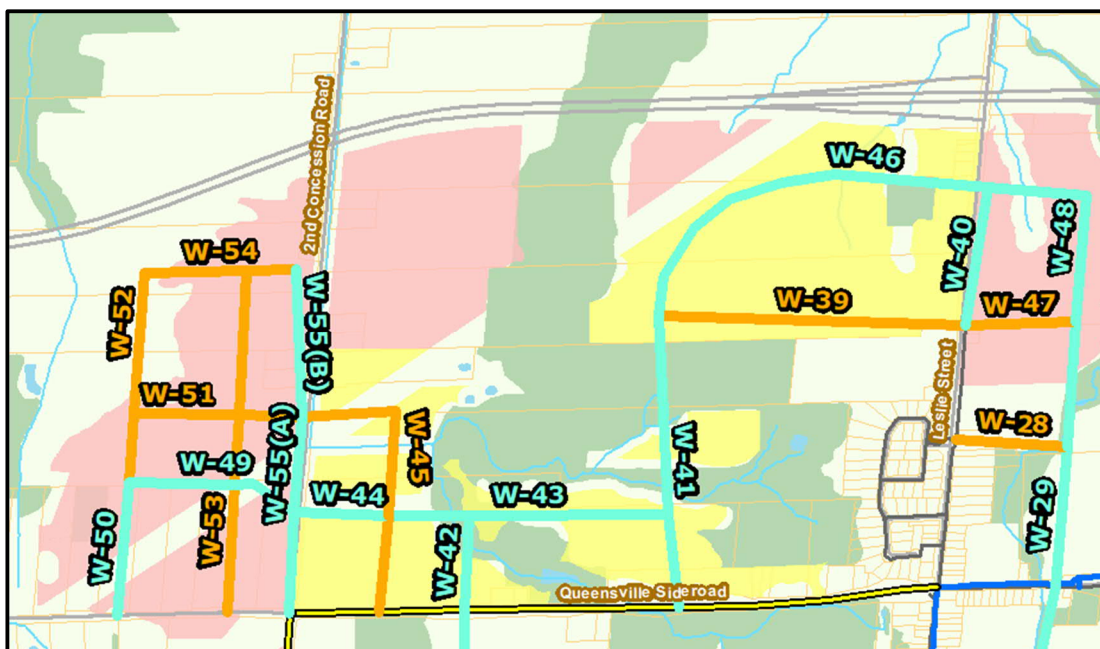 2nd Concession Road
W-46
W-48
W-40
W-54
W-52
W-55(B)
W-39
W-47
W-51
Leslie Street
W-28
W-45
W-41
W-55(A)
W-49
W-44
W-43
W-50
W-53
W-42
W-29
Queensville Sideroad